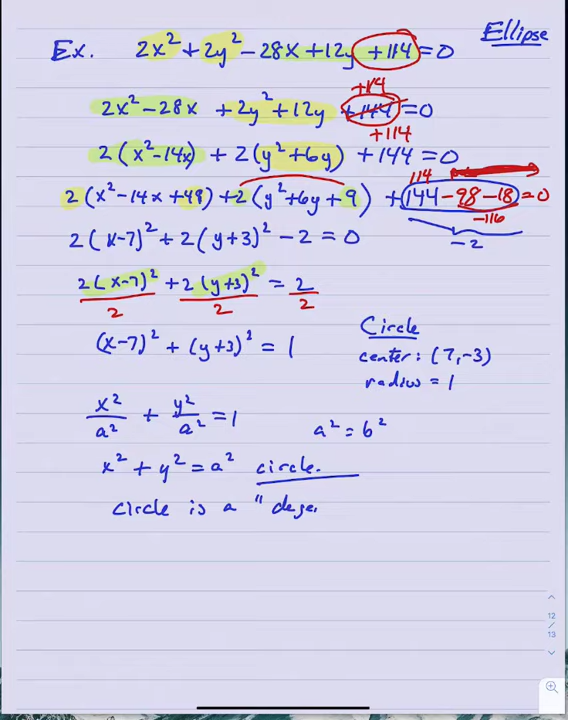 Ellipse
Ex. 2x² + 2y² - 28x + 12y + 114 = 0
+114
2x² - 28x + 2y² + 12y + 144 = 0
+114
2(x² - 14x) + 2(y² + 6y) + 144 = 0
114
2(x² - 14x + 49) + 2(y² + 6y + 9) + (144 - 98 - 18) = 0
-116
2(x-7)² + 2(y+3)² - 2 = 0
-2
2(x-7)²/2 + 2(y+3)²/2 = 2/2
(x-7)² + (y+3)² = 1
Circle
center: (7,-3)
radius = 1
x²/a² + y²/a² = 1
a² = b²
x² + y² = a² circle.
circle is a " dege
12
/
13